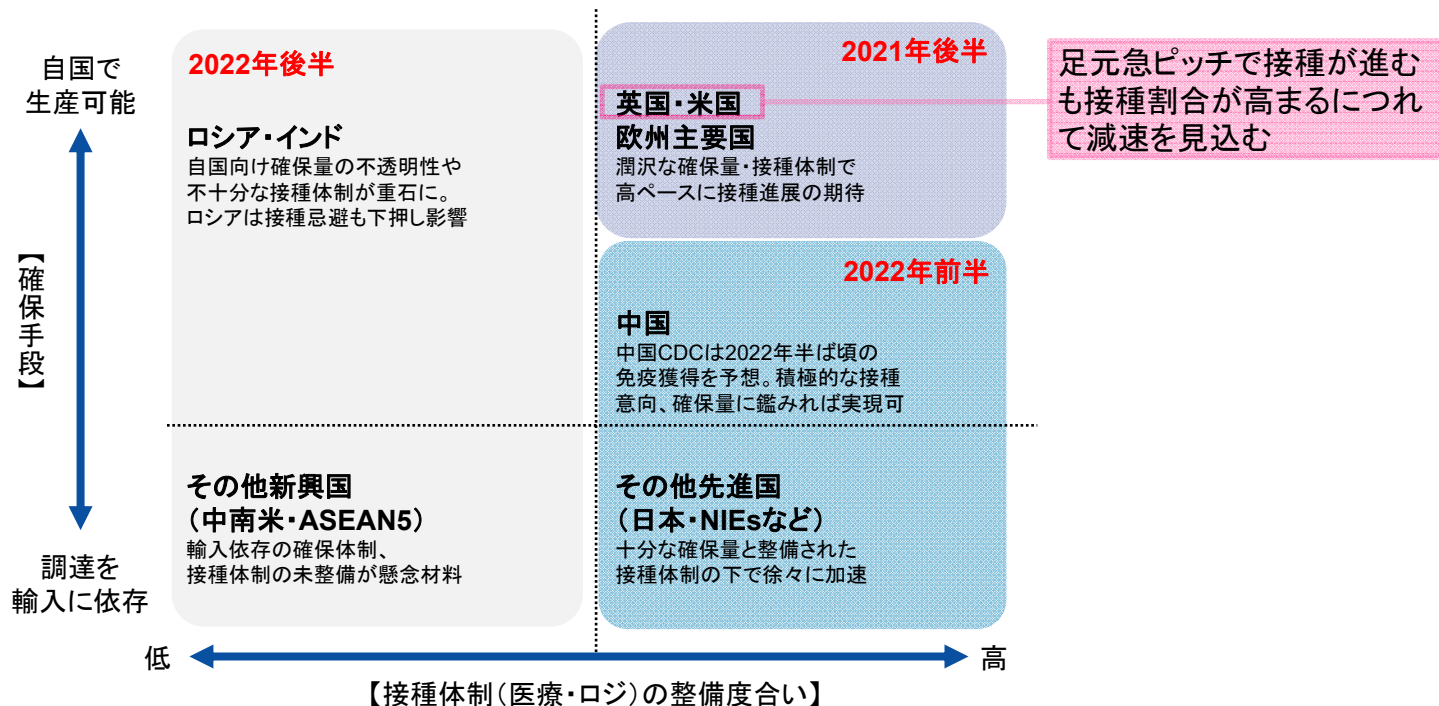 自国で
生産可能
【確保手段】
調達を
輸入に依存
2022年後半
ロシア・インド
自国向け確保量の不透明性や
不十分な接種体制が重石に。
ロシアは接種忌避も下押し影響
2021年後半
英国・米国
欧州主要国
潤沢な確保量・接種体制で
高ペースに接種進展の期待
足元急ピッチで接種が進む
も接種割合が高まるにつれ
て減速を見込む
2022年前半
中国
中国CDCは2022年半ば頃の
免疫獲得を予想。積極的な接種
意向、確保量に鑑みれば実現可
その他新興国
（中南米・ASEAN5）
輸入依存の確保体制、
接種体制の未整備が懸念材料
その他先進国
（日本・NIEsなど）
十分な確保量と整備された
接種体制の下で徐々に加速
低
高
【接種体制（医療・ロジ）の整備度合い】